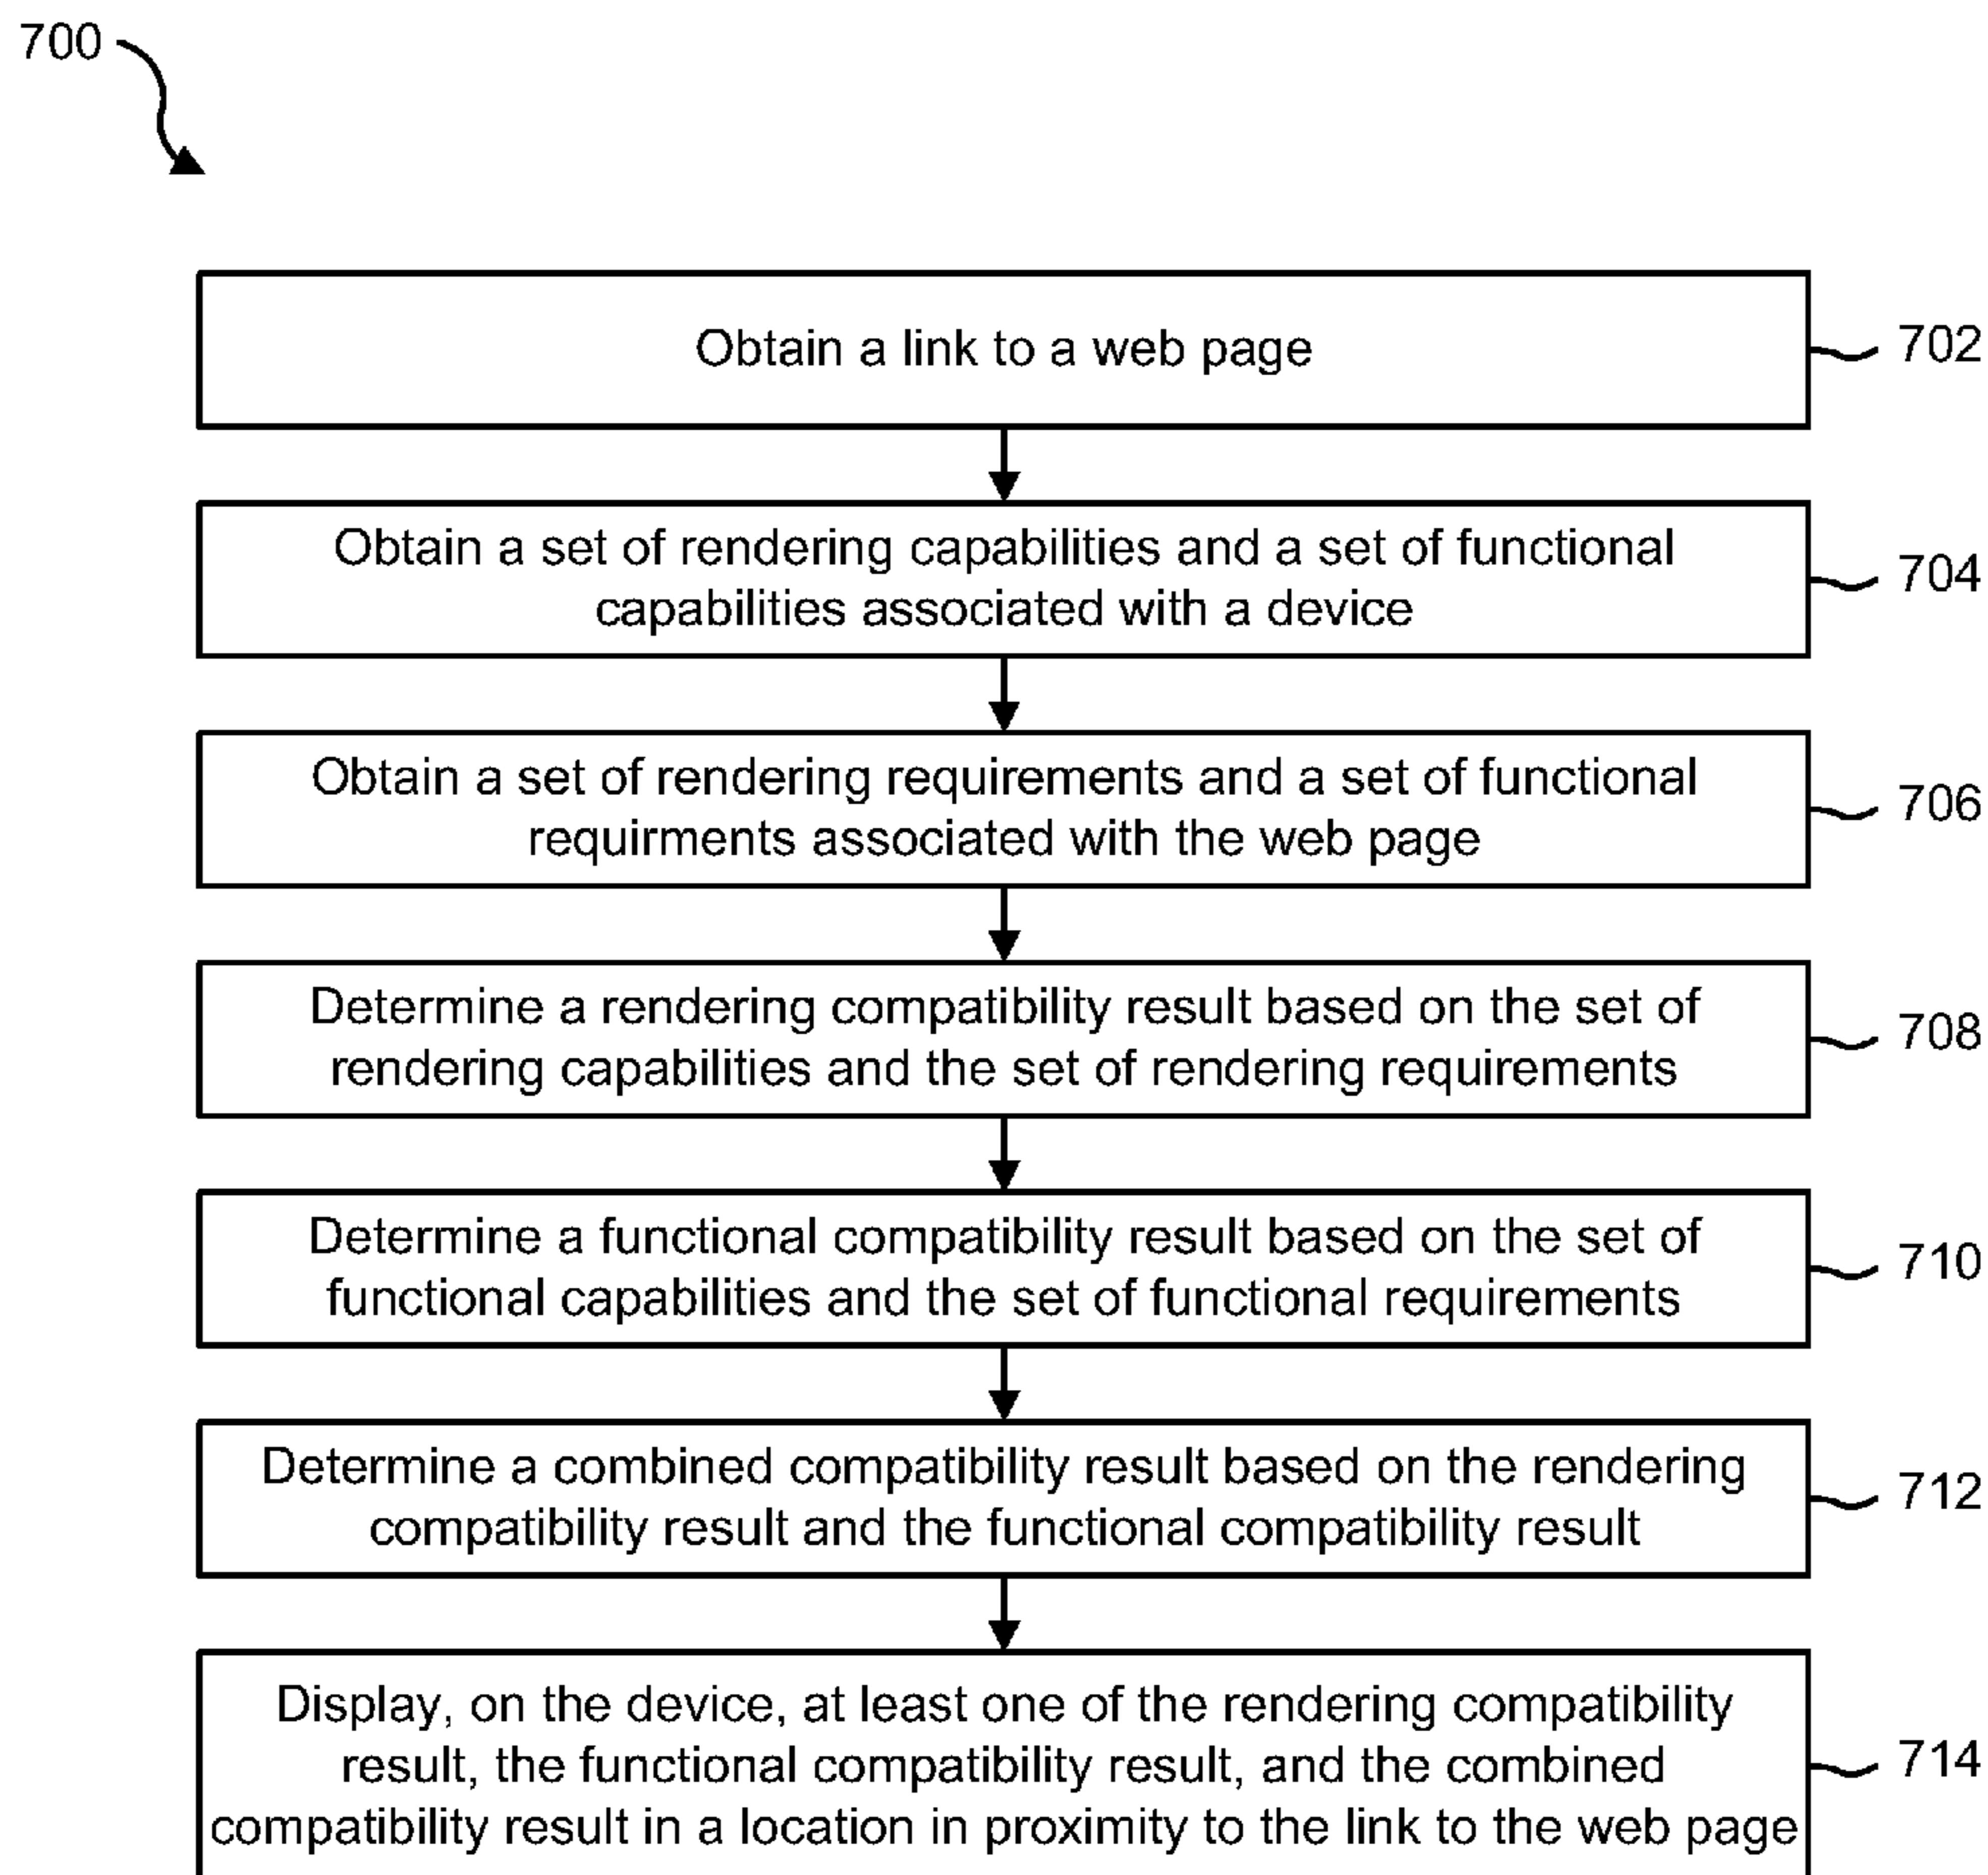 700
Obtain a link to a web page
702
Obtain a set of rendering capabilities and a set of functional
capabilities associated with a device
704
Obtain a set of rendering requirements and a set of functional
requirments associated with the web page
706
Determine a rendering compatibility result based on the set of
rendering capabilities and the set of rendering requirements
708
Determine a functional compatibility result based on the set of
functional capabilities and the set of functional requirements
710
Determine a combined compatibility result based on the rendering
compatibility result and the functional compatibility result
712
Display, on the device, at least one of the rendering compatibility
result, the functional compatibility result, and the combined
compatibility result in a location in proximity to the link to the web page
714